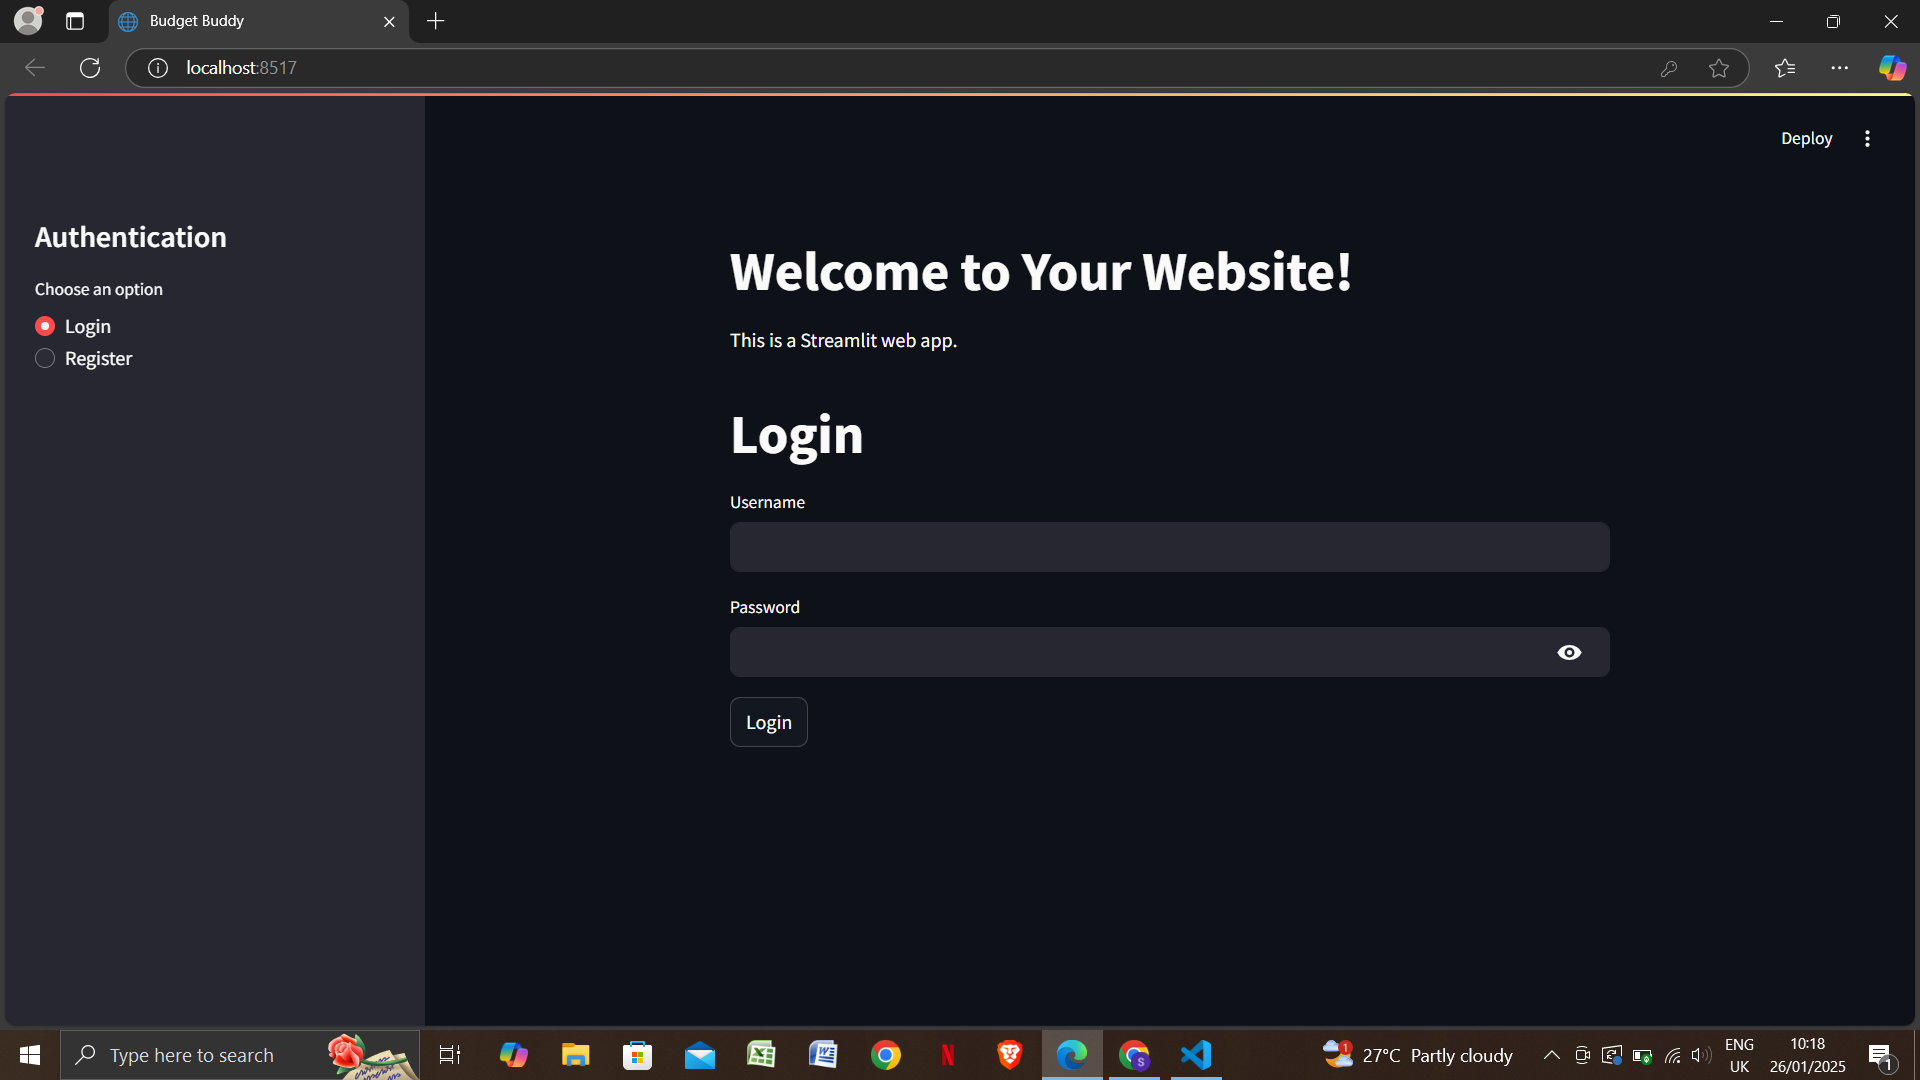 Budget Buddy
localhost:8517
Deploy
Authentication
Choose an option
Login
Register
Welcome to Your Website!
This is a Streamlit web app.
Login
Username
Password
Login
Type here to search
1
27°C Partly cloudy
ENG
UK
10:18
26/01/2025
1